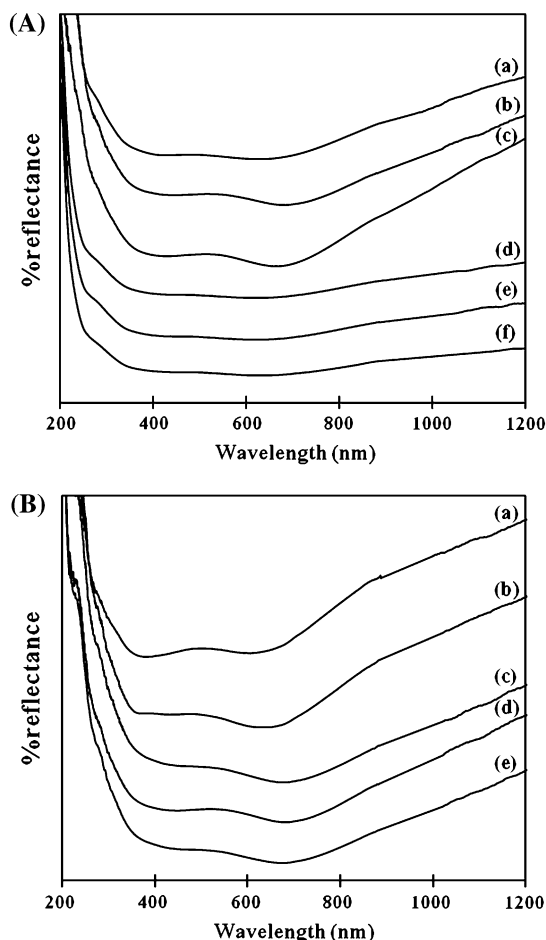 (A)
(a)
(b)
(c)
(d)
(e)
(f)
%reflectance
200 400 600 800 1000 1200
Wavelength (nm)
(B)
(a)
(b)
(c)
(d)
(e)
%reflectance
200 400 600 800 1000 1200
Wavelength (nm)